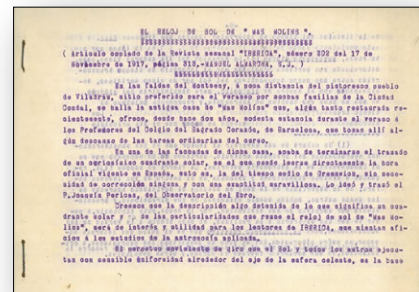 EL RELOJ DE SOL DE "MAS MOLINS".
( Artículo copiado de la Revista semanal "IBERICA", número 202 del 17 de
noviembre de 1917, página 315.-MANUEL ALBARCHA, S.J. )
En las faldas del Montseny, a poca distancia del pintoresco pueblo
de Vilabreu, sitio preferido para el veraneo por muchas familias de la Ciudad
Condal, se halla la antigua casa de "Mas Molins" que, algún tanto restaurada re-
cientemente, ofrece, desde hace dos años, modesta estancia durante el verano á
los Profesores del Colegio del Sagrado Corazón, de Barcelona, que toman allí al-
gún descanso de las tareas ordinarias del curso.
En una de las fachadas de dicha casa, acaba de terminarse el trazado
de un curiosísimo cuadrante solar, en el que puede leerse directamente la hora
oficial vigente en España, esto es, la del tiempo medio de Greenwich, sin nece-
sidad de corrección ninguna y con una exactitud maravillosa. Lo ideó y trazó el
P. Joaquín Pericas, del Observatorio del Ebro.
Creemos que la descripción algo detenida de lo que significa un cua-
drante solar y de las particularidades que reune el reloj de sol de "Mas Mo-
lins", será de interés y utilidad para los lectores de IBERICA, que sientan afi-
ción á los estudios de la astronomía aplicada.
El perpetuo movimiento de giro que el Sol y todos los astros ejecu-
tan con sensible uniformidad alrededor del eje de la esfera celeste, es la base